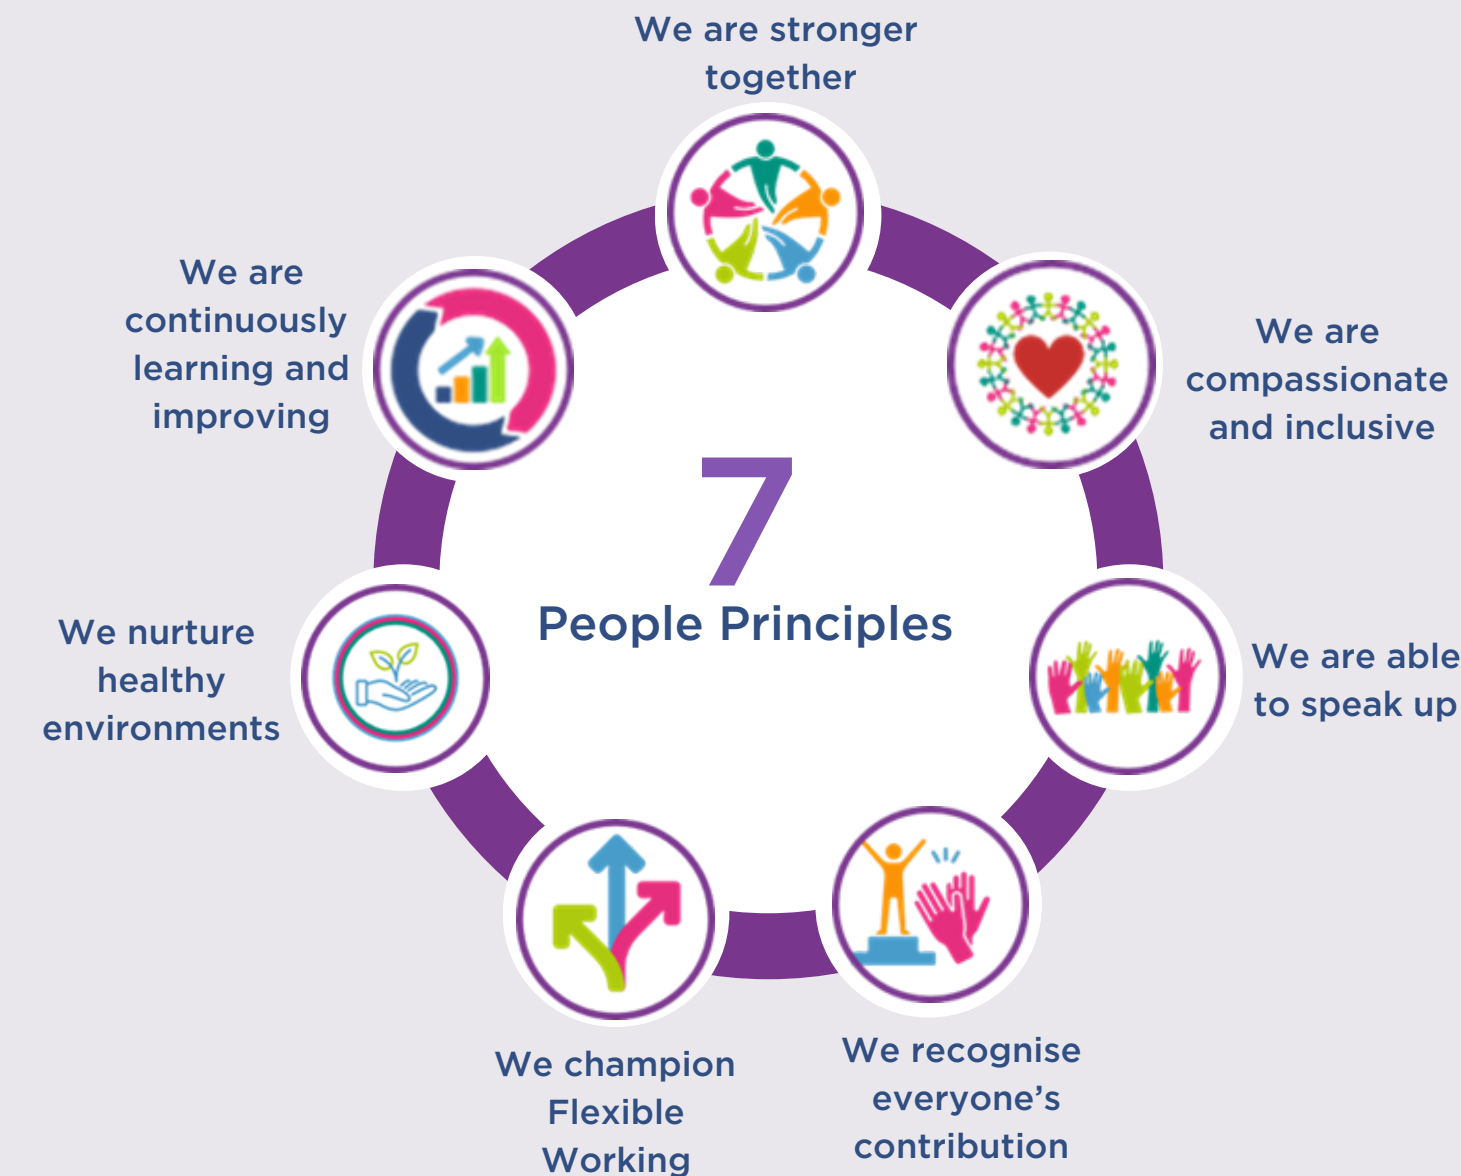 We are stronger
together
We are
compassionate
and inclusive
We are able
to speak up
We recognise
everyone’s
contribution
We champion
Flexible
Working
We nurture
healthy
environments
We are
continuously
learning and
improving
7
People Principles